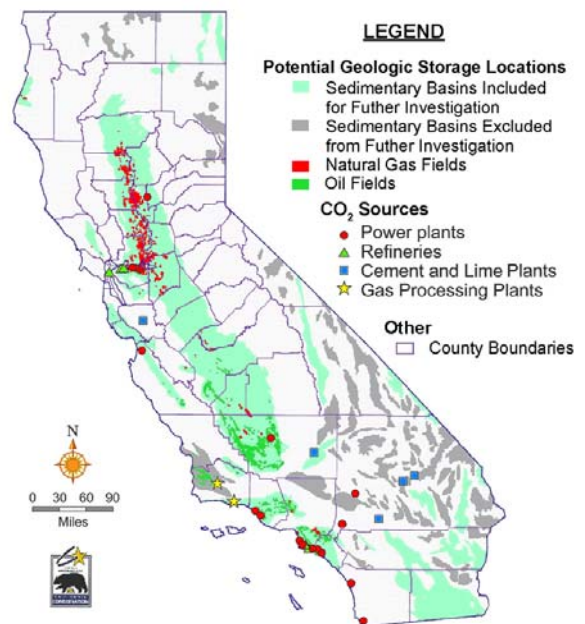 LEGEND
Potential Geologic Storage Locations
Sedimentary Basins Included
for Futher Investigation
Sedimentary Basins Excluded
from Futher Investigation
Natural Gas Fields
Oil Fields
CO2 Sources
Power plants
Refineries
Cement and Lime Plants
Gas Processing Plants
Other
County Boundaries
N
0 30 60 90
Miles
CONSERVATION